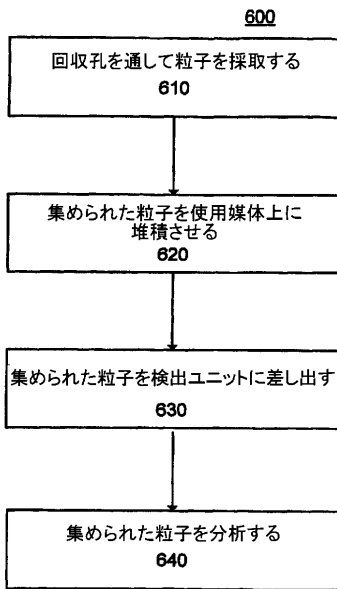 600
回収孔を通して粒子を採取する
610
集められた粒子を使用媒体上に
堆積させる
620
集められた粒子を検出ユニットに差し出す
630
集められた粒子を分析する
640